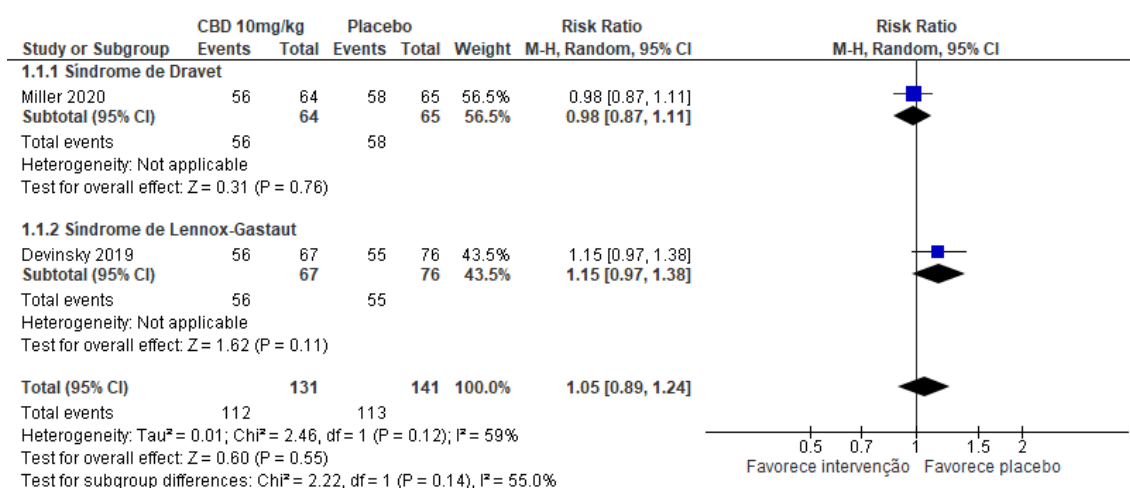 CBD 10mg/kg Placebo Risk Ratio Risk Ratio
Study or Subgroup Events Total Events Total Weight M-H, Random, 95% CI M-H, Random, 95% CI
1.1.1 Síndrome de Dravet
Miller 2020 56 64 58 65 56.5% 0.98 [0.87, 1.11]
Subtotal (95% CI) 64 65 56.5% 0.98 [0.87, 1.11]
Total events 56 58
Heterogeneity: Not applicable
Test for overall effect: Z = 0.31 (P = 0.76)
1.1.2 Síndrome de Lennox-Gastaut
Devinsky 2019 56 67 55 76 43.5% 1.15 [0.97, 1.38]
Subtotal (95% CI) 67 76 43.5% 1.15 [0.97, 1.38]
Total events 56 55
Heterogeneity: Not applicable
Test for overall effect: Z = 1.62 (P = 0.11)
Total (95% CI) 131 141 100.0% 1.05 [0.89, 1.24]
Total events 112 113
Heterogeneity: Tau² = 0.01; Chi² = 2.46, df = 1 (P = 0.12); I² = 59%
Test for overall effect: Z = 0.60 (P = 0.55)
Test for subgroup differences: Chi² = 2.22, df = 1 (P = 0.14), I² = 55.0%
0.5 0.7 1 1.5 2
Favorece intervenção Favorece placebo